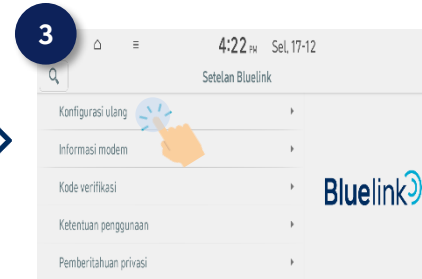 3
4:22 PM Sel, 17-12
Setelan Bluelink
Konfigurasi ulang
Informasi modem
Kode verifikasi
Bluelink
Ketentuan penggunaan
Pemberitahuan privasi